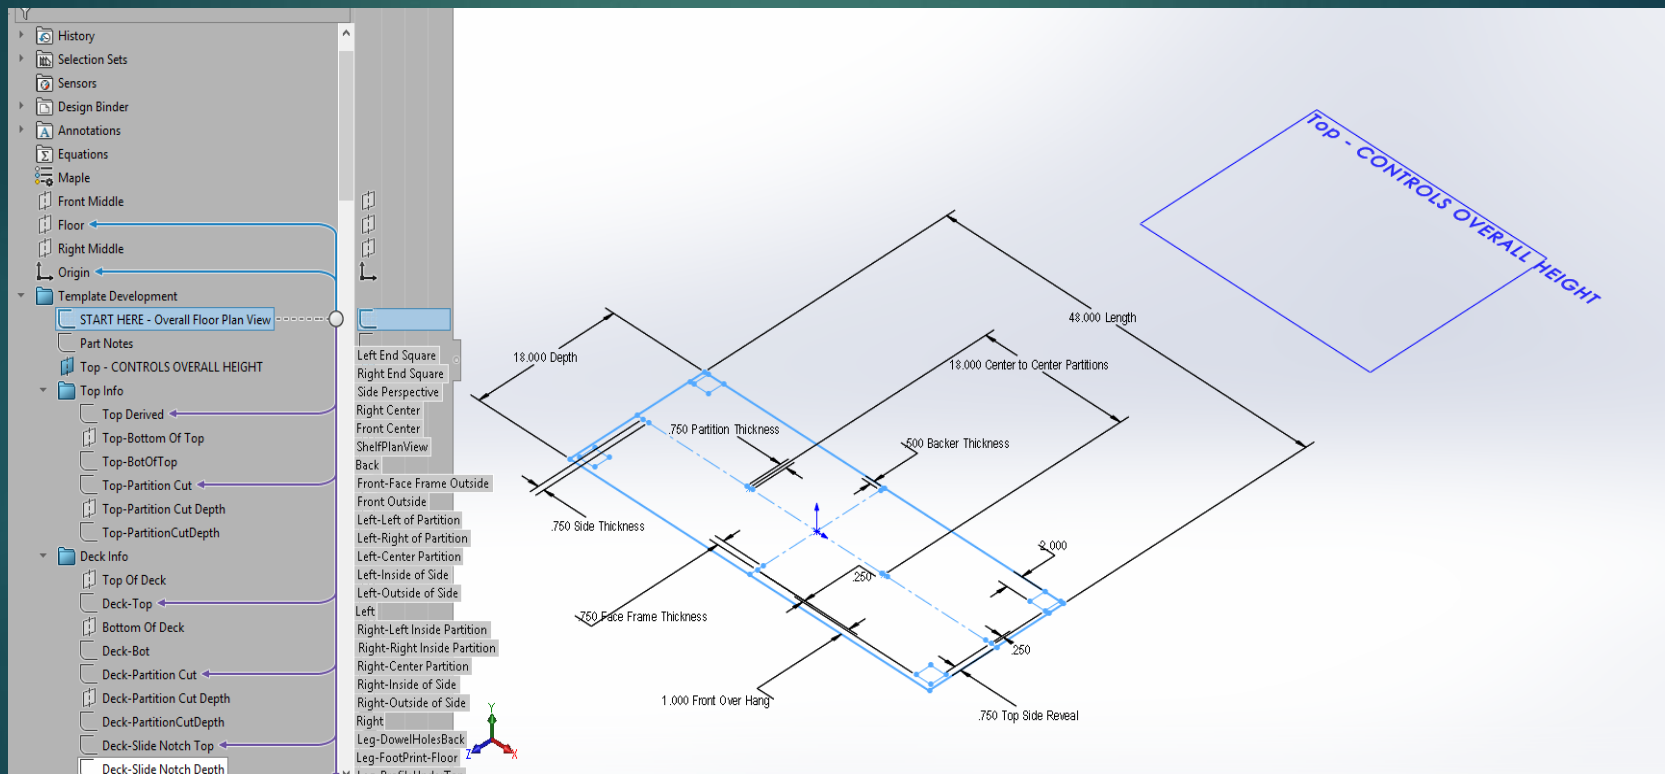 History
Selection Sets
Sensors
Design Binder
Annotations
Equations
Maple
Front Middle
Floor
Right Middle
Origin
Template Development
START HERE - Overall Floor Plan View
Part Notes
Top - CONTROLS OVERALL HEIGHT
Top Info
Top Derived
Top-Bottom Of Top
Top-BotOfTop
Top-Partition Cut
Top-Partition Cut Depth
Top-PartitionCutDepth
Deck Info
Top Of Deck
Deck-Top
Bottom Of Deck
Deck-Bot
Deck-Partition Cut
Deck-Partition Cut Depth
Deck-PartitionCutDepth
Deck-Slide Notch Top
Deck-Slide Notch Depth
Left End Square
Right End Square
Side Perspective
Right Center
Front Center
ShelfPlanView
Back
Front-Face Frame Outside
Front Outside
Left-Left of Partition
Left-Right of Partition
Left-Center Partition
Left-Inside of Side
Left-Outside of Side
Left
Right-Left Inside Partition
Right-Right Inside Partition
Right-Center Partition
Right-Inside of Side
Right-Outside of Side
Right
Leg-DowelHolesBack
Leg-FootPrint-Floor
Top - CONTROLS OVERALL HEIGHT
48.000 Length
18.000 Depth
18.000 Center to Center Partitions
.750 Partition Thickness
.500 Backer Thickness
.750 Side Thickness
2.000
.250
.750 Face Frame Thickness
.250
1.000 Front Over Hang
.750 Top Side Reveal
Y
Z
X